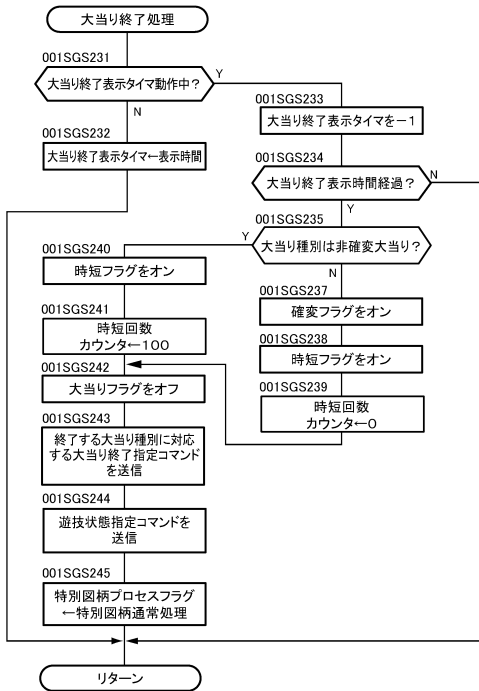 大当り終了処理
001SGS231
大当り終了表示タイマ動作中？
Y
N
001SGS232
大当り終了表示タイマ←表示時間
001SGS233
大当り終了表示タイマを－1
001SGS234
大当り終了表示時間経過？
N
Y
001SGS235
大当り種別は非確変大当り？
Y
N
001SGS240
時短フラグをオン
001SGS241
時短回数
カウンタ←100
001SGS237
確変フラグをオン
001SGS238
時短フラグをオン
001SGS239
時短回数
カウンタ←0
001SGS242
大当りフラグをオフ
001SGS243
終了する大当り種別に対応
する大当り終了指定コマンド
を送信
001SGS244
遊技状態指定コマンドを
送信
001SGS245
特別図柄プロセスフラグ
←特別図柄通常処理
リターン